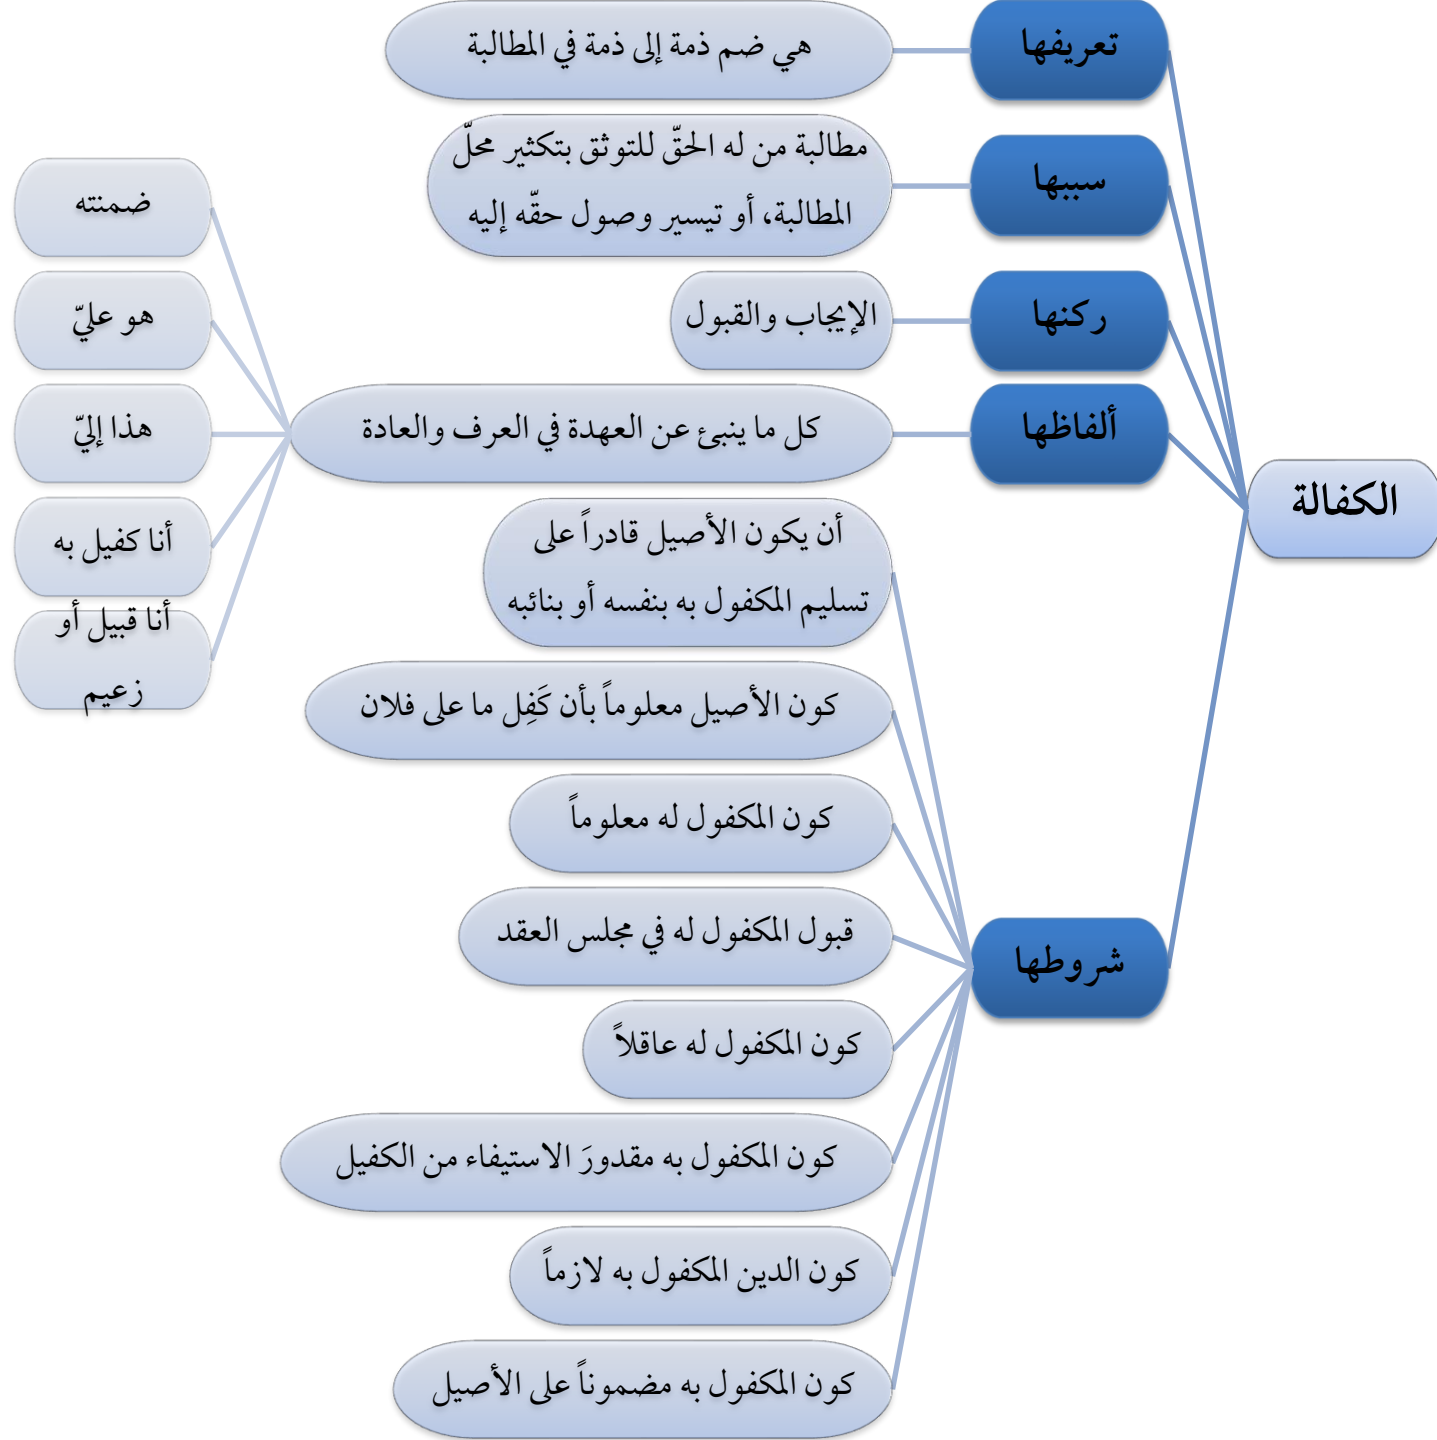 الكفالة
تعريفها
هي ضم ذمة إلى ذمة في المطالبة
سببها
مطالبة من له الحقّ للتوثق بتكثير محلّ
المطالبة، أو تيسير وصول حقّه إليه
ركنها
الإيجاب والقبول
ألفاظها
كل ما ينبئ عن العهدة في العرف والعادة
ضمنته
هو عليّ
هذا إليّ
أنا كفيل به
أنا قبيل أو
زعيم
شروطها
أن يكون الأصيل قادراً على
تسليم المكفول به بنفسه أو بنائبه
كون الأصيل معلوماً بأن كَفِل ما على فلان
كون المكفول له معلوماً
قبول المكفول له في مجلس العقد
كون المكفول له عاقلاً
كون المكفول به مقدورَ الاستيفاء من الكفيل
كون الدين المكفول به لازماً
كون المكفول به مضموناً على الأصيل